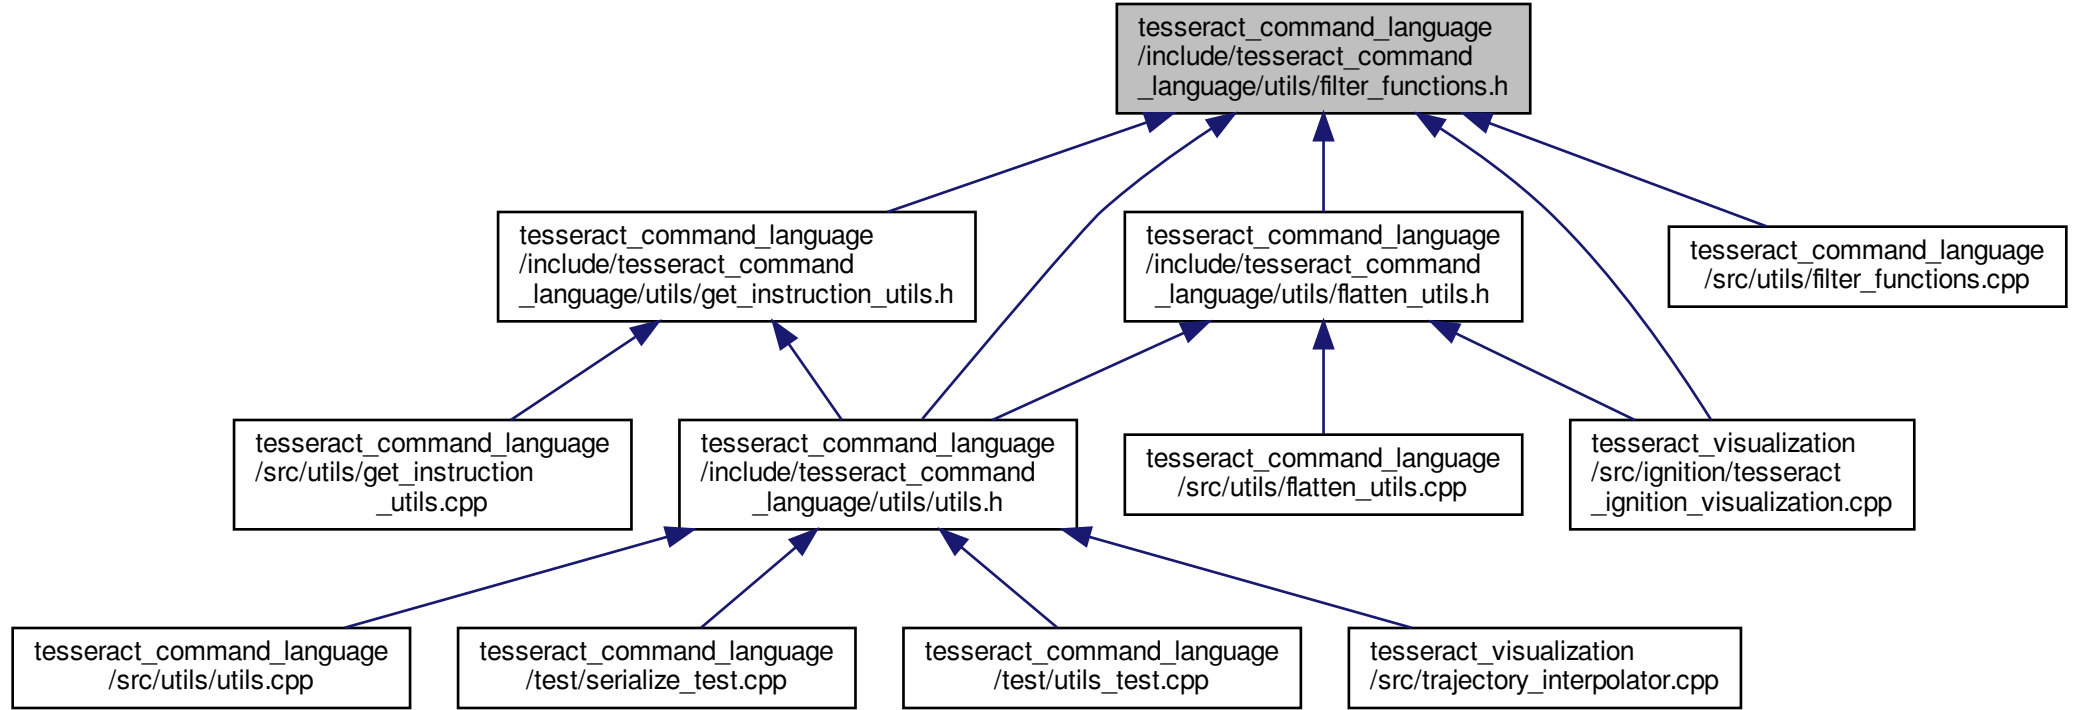 tesseract_command_language
/include/tesseract_command
_language/utils/filter_functions.h
tesseract_command_language
/include/tesseract_command
_language/utils/get_instruction_utils.h
tesseract_command_language
/include/tesseract_command
_language/utils/flatten_utils.h
tesseract_command_language
/src/utils/filter_functions.cpp
tesseract_command_language
/src/utils/get_instruction
_utils.cpp
tesseract_command_language
/include/tesseract_command
_language/utils/utils.h
tesseract_command_language
/src/utils/flatten_utils.cpp
tesseract_visualization
/src/ignition/tesseract
_ignition_visualization.cpp
tesseract_command_language
/src/utils/utils.cpp
tesseract_command_language
/test/serialize_test.cpp
tesseract_command_language
/test/utils_test.cpp
tesseract_visualization
/src/trajectory_interpolator.cpp